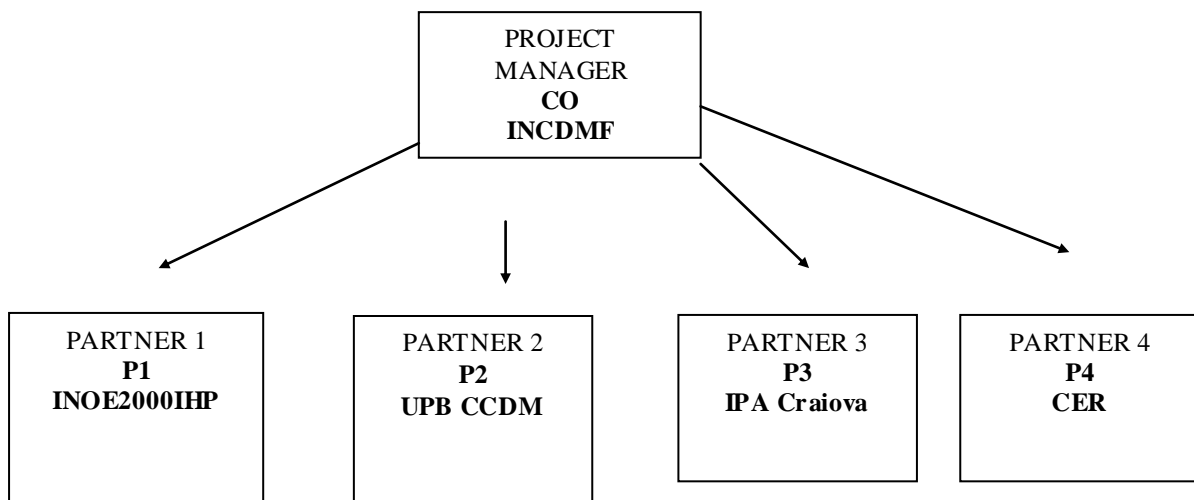 PROJECT
MANAGER
CO
INCDMF
PARTNER 1
P1
INOE2000IHP
PARTNER 2
P2
UPB CCDM
PARTNER 3
P3
IPA Craiova
PARTNER 4
P4
CER